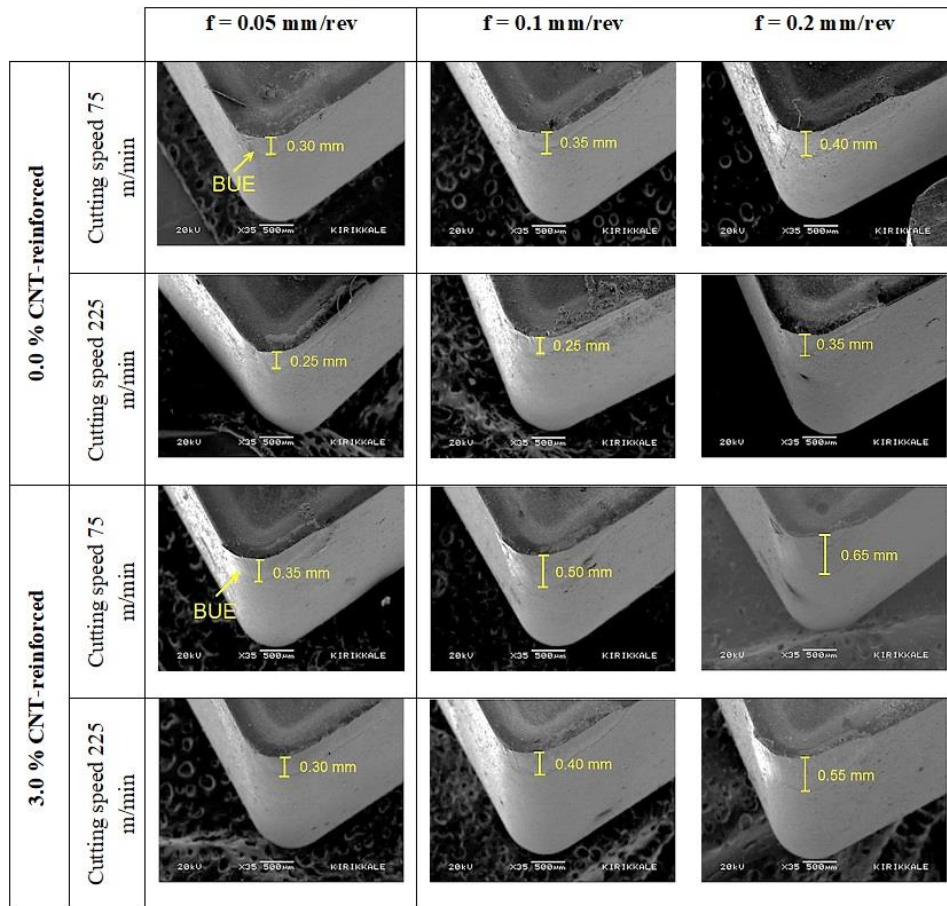 f = 0.05 mm/rev
f = 0.1 mm/rev
f = 0.2 mm/rev
0.0 % CNT-reinforced
Cutting speed 75
m/min
0.30 mm
BUE
20kV X35 500μm KIRIKKALE
0.35 mm
20kV X35 500μm KIRIKKALE
0.40 mm
20kV X35 500μm KIRIKKALE
Cutting speed 225
m/min
0.25 mm
20kV X35 500μm KIRIKKALE
0.25 mm
20kV X35 500μm KIRIKKALE
0.35 mm
20kV X35 500μm KIRIKKALE
3.0 % CNT-reinforced
Cutting speed 75
m/min
0.35 mm
BUE
20kV X35 500μm KIRIKKALE
0.50 mm
20kV X35 500μm KIRIKKALE
0.65 mm
20kV X35 500μm KIRIKKALE
Cutting speed 225
m/min
0.30 mm
20kV X35 500μm KIRIKKALE
0.40 mm
20kV X35 500μm KIRIKKALE
0.55 mm
20kV X35 500μm KIRIKKALE